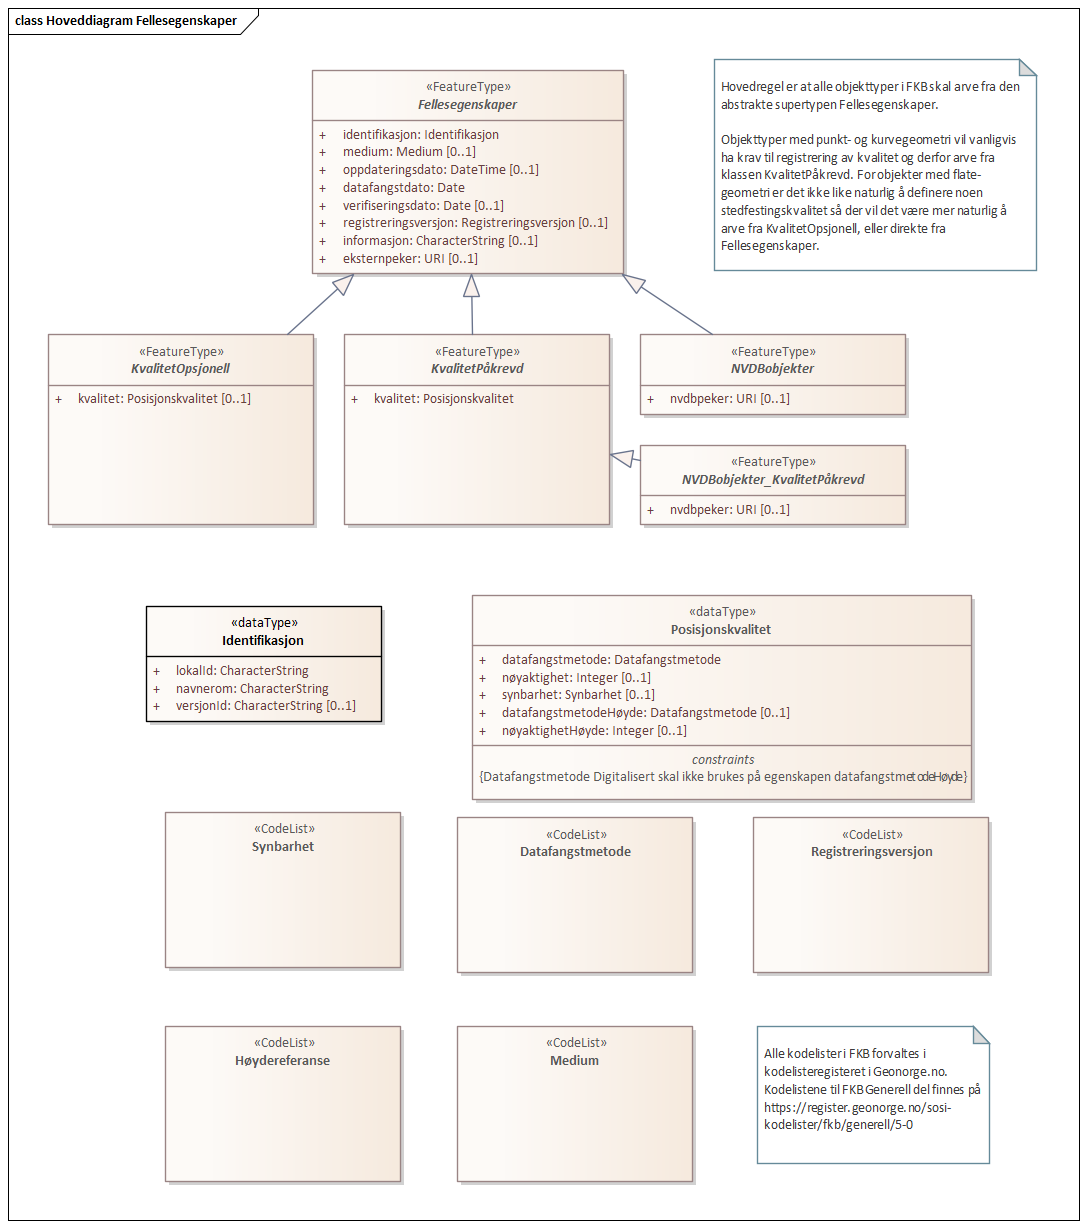 class Hoveddiagram Fellesegenskaper
«FeatureType»
Fellesegenskaper
+ identifikasjon: Identifikasjon
+ medium: Medium [0..1]
+ oppdateringsdato: DateTime [0..1]
+ datafangstdato: Date
+ verifiseringsdato: Date [0..1]
+ registreringsversjon: Registreringsversjon [0..1]
+ informasjon: CharacterString [0..1]
+ eksternpeker: URI [0..1]
Hovedregel er at alle objekttyper i FKB skal arve fra den
abstrakte supertypen Fellesegenskaper.
Objekttyper med punkt- og kurvegeometri vil vanligvis
ha krav til registrering av kvalitet og derfor arve fra
klassen KvalitetPåkrevd. For objekter med flate-
geometri er det ikke like naturlig å definere noen
stedfestingskvalitet så der vil det være mer naturlig å
arve fra KvalitetOpsjonell, eller direkte fra
Fellesegenskaper.
«FeatureType»
KvalitetOpsjonell
+ kvalitet: Posisjonskvalitet [0..1]
«FeatureType»
KvalitetPåkrevd
+ kvalitet: Posisjonskvalitet
«FeatureType»
NVDBobjekter
+ nvdbpeker: URI [0..1]
«FeatureType»
NVDBobjekter_KvalitetPåkrevd
+ nvdbpeker: URI [0..1]
«dataType»
Identifikasjon
+ lokalId: CharacterString
+ navnerom: CharacterString
+ versjonId: CharacterString [0..1]
«dataType»
Posisjonskvalitet
+ datafangstmetode: Datafangstmetode
+ nøyaktighet: Integer [0..1]
+ synbarhet: Synbarhet [0..1]
+ datafangstmetodeHøyde: Datafangstmetode [0..1]
+ nøyaktighetHøyde: Integer [0..1]
constraints
{Datafangstmetode Digitalisert skal ikke brukes på egenskapen datafangstmetodeHøyde}
«CodeList»
Synbarhet
«CodeList»
Datafangstmetode
«CodeList»
Registreringsversjon
«CodeList»
Høydereferanse
«CodeList»
Medium
Alle kodelister i FKB forvaltes i
kodelisteregisteret i Geonorge.no.
Kodelistene til FKB Generell del finnes på
https://register.geonorge.no/sosi-
kodelister/fkb/generell/5-0